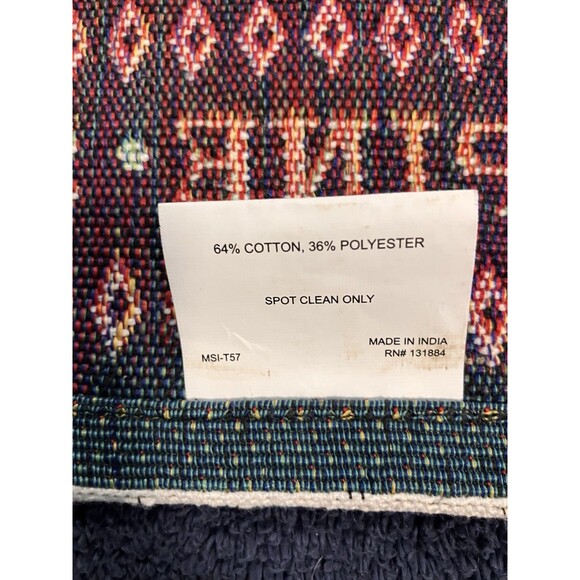 64% COTTON, 36% POLYESTER
SPOT CLEAN ONLY
MADE IN INDIA
MSI-T57
RN# 131884